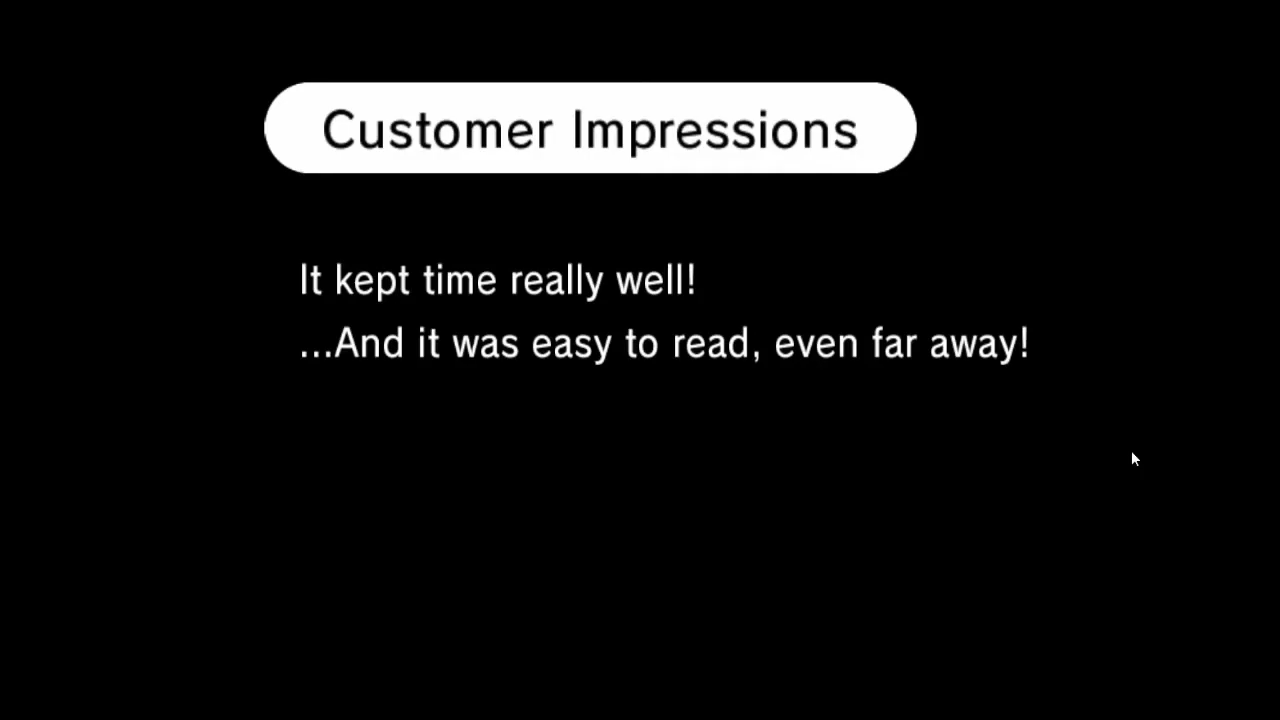 Customer Impressions
It kept time really well!
...And it was easy to read, even far away!